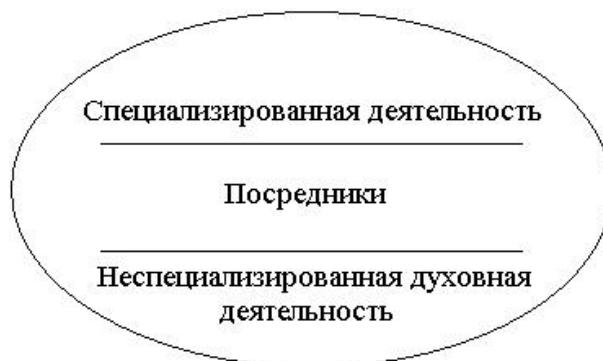 Специализированная деятельность
Посредники
Неспециализированная духовная
деятельность